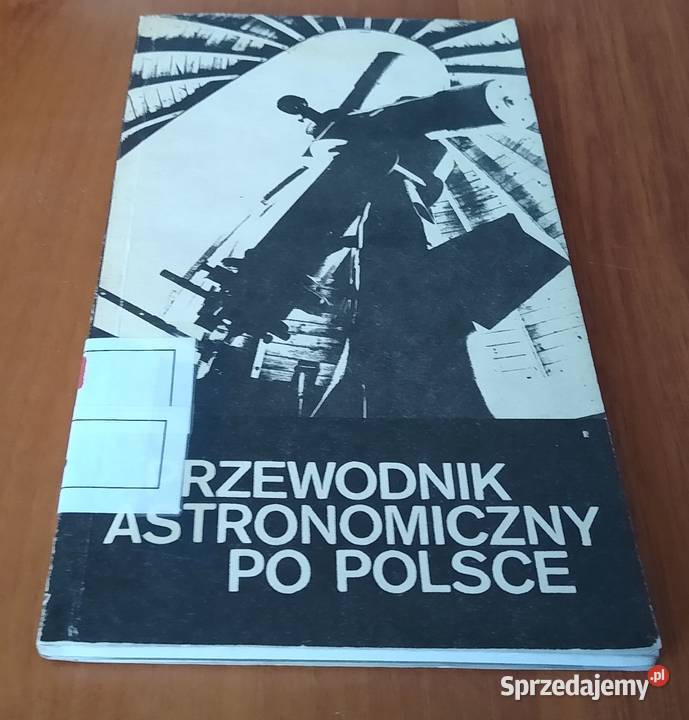 RZEWODNIK
ASTRONOMICZNY
PO POLSCE
Sprzedajemy.pl